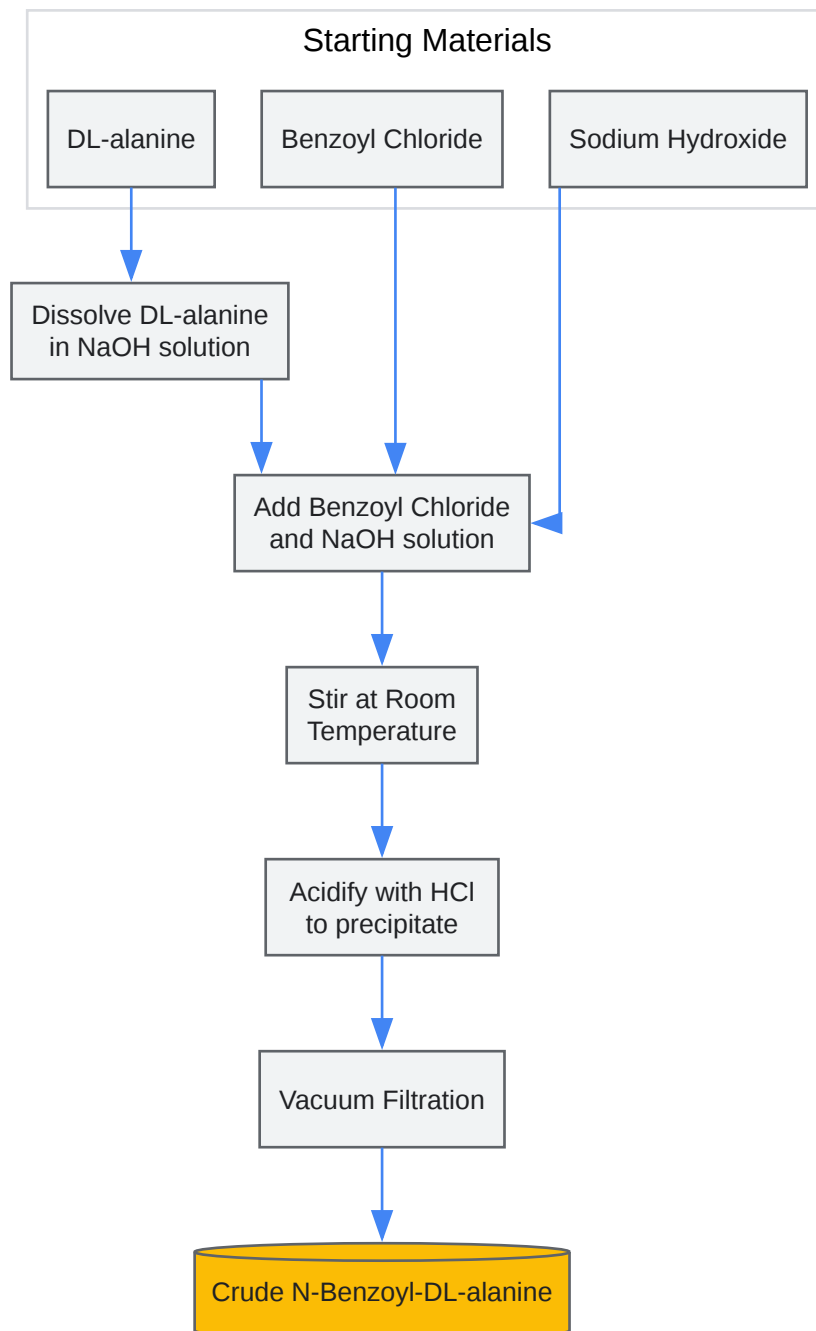 Starting Materials
DL-alanine
Benzoyl Chloride
Sodium Hydroxide
Dissolve DL-alanine
in NaOH solution
Add Benzoyl Chloride
and NaOH solution
Stir at Room
Temperature
Acidify with HCl
to precipitate
Vacuum Filtration
Crude N-Benzoyl-DL-alanine